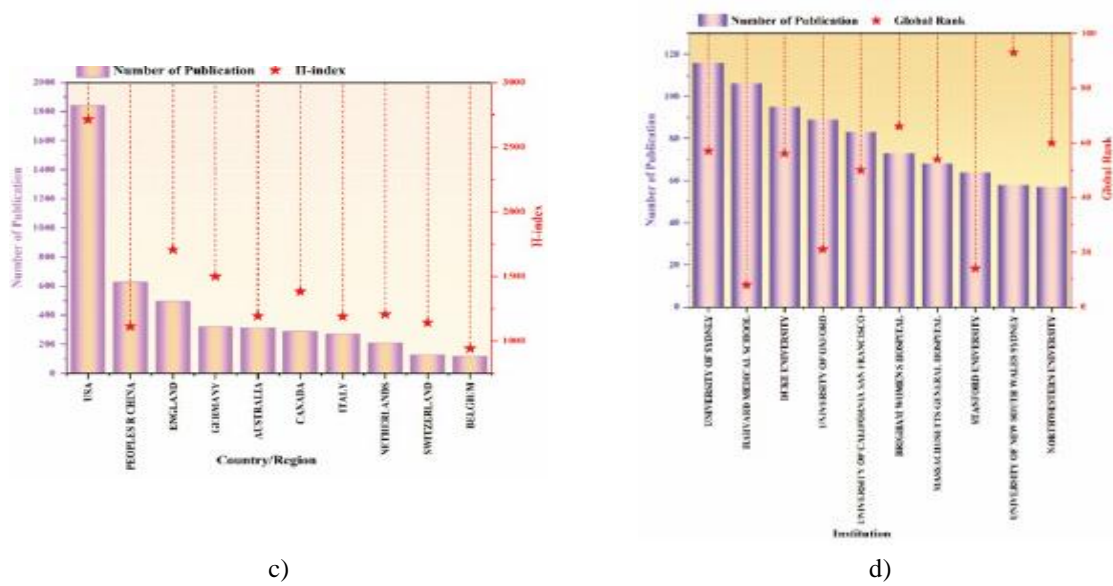 Number of Publication H-index
2000
1800
1600
1400
1200
1000
800
600
400
200
0
Number of Publication
3000
2500
2000
1500
1000
H-index
USA
PEOPLES R CHINA
ENGLAND
GERMANY
AUSTRALIA
CANADA
ITALY
NETHERLANDS
SWITZERLAND
BELGIUM
Country/Region
c)
Number of Publication Global Rank
120
100
80
60
40
20
0
Number of Publication
100
80
60
40
20
0
Global Rank
UNIVERSITY OF SYDNEY
HARVARD MEDICAL SCHOOL
DUKE UNIVERSITY
UNIVERSITY OF OXFORD
UNIVERSITY OF CALIFORNIA SAN FRANCISCO
BRIGHAM WOMEN'S HOSPITAL
MASSACHUSETTS GENERAL HOSPITAL
STANFORD UNIVERSITY
UNIVERSITY OF NEW SOUTH WALES SYDNEY
NORTHWESTERN UNIVERSITY
Institution
d)